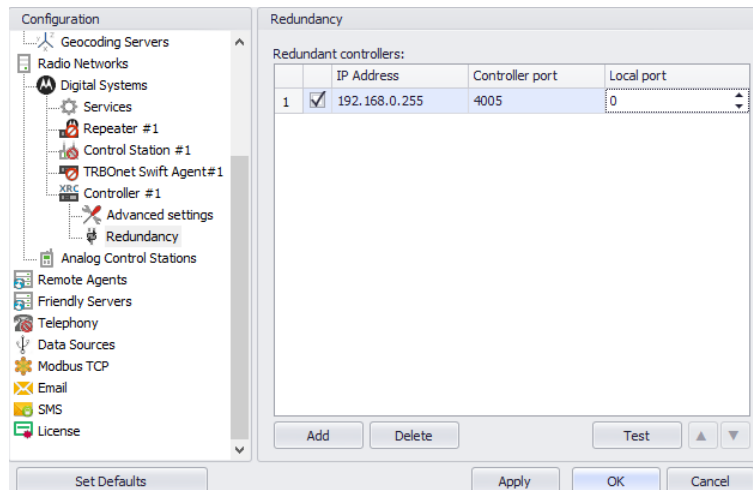 Configuration
Geocoding Servers
Radio Networks
Digital Systems
Services
Repeater #1
Control Station #1
TRBOnet Swift Agent#1
XRC Controller #1
Advanced settings
Redundancy
Analog Control Stations
Remote Agents
Friendly Servers
Telephony
Data Sources
Modbus TCP
Email
SMS
License
Redundancy
Redundant controllers:
IP Address Controller port Local port
1 192.168.0.255 4005 0
Add Delete Test
Set Defaults Apply OK Cancel